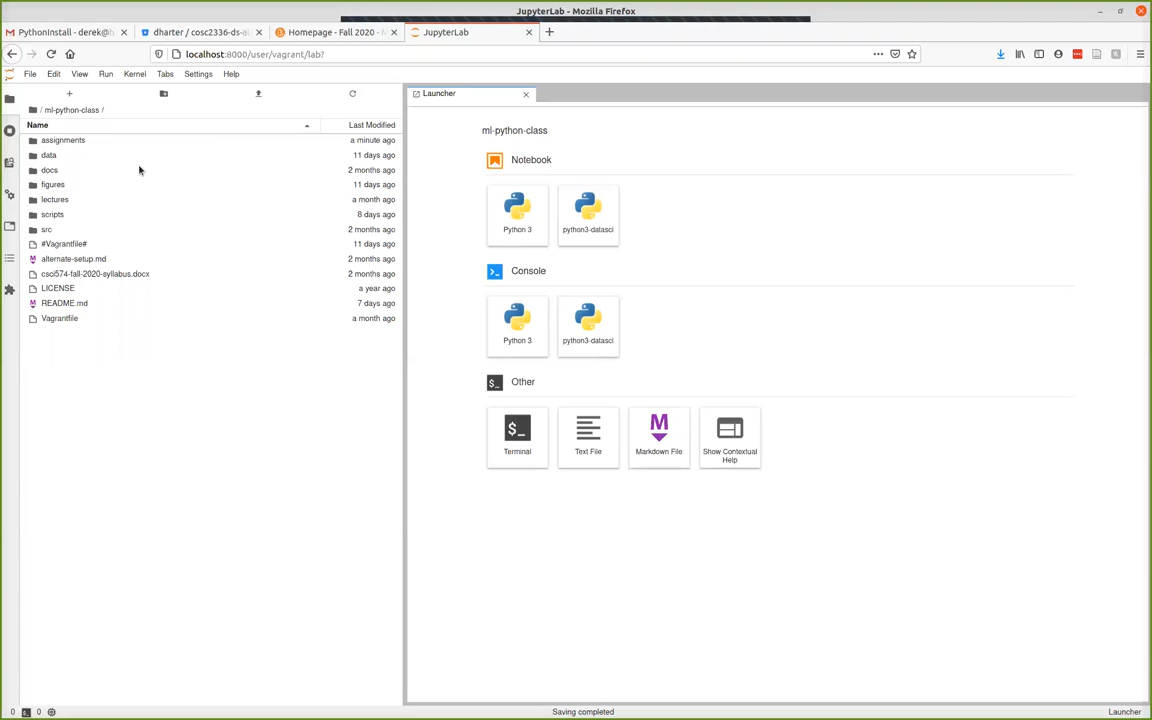 JupyterLab - Mozilla Firefox
PythonInstall - derek@h
dharter / cosc2336-ds-a
Homepage - Fall 2020 -
JupyterLab
localhost:8000/user/vagrant/lab?
File Edit View Run Kernel Tabs Settings Help
/ ml-python-class /
Name Last Modified
assignments a minute ago
data 11 days ago
docs 2 months ago
figures 11 days ago
lectures a month ago
scripts 8 days ago
src 2 months ago
#Vagrantfile# 11 days ago
alternate-setup.md 2 months ago
csci574-fall-2020-syllabus.docx 2 months ago
LICENSE a year ago
README.md 7 days ago
Vagrantfile a month ago
Launcher
ml-python-class
Notebook
Python 3
python3-datasci
Console
Python 3
python3-datasci
Other
$_
$_
Terminal
Text File
Markdown File
Show Contextual
Help
0 $_ 0
Saving completed
Launcher